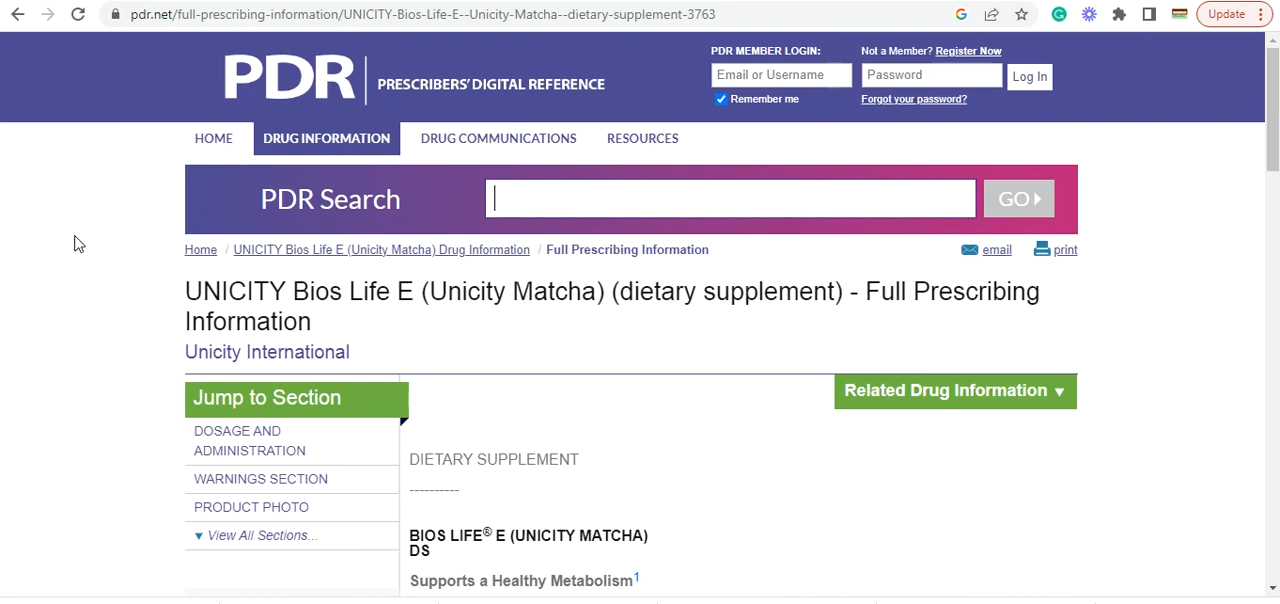 pdr.net/full-prescribing-information/UNICITY-Bios-Life-E--Unicity-Matcha--dietary-supplement-3763
Update
PDR
PRESCRIBERS' DIGITAL REFERENCE
PDR MEMBER LOGIN:
Not a Member? Register Now
Email or Username
Password
Log In
Remember me
Forgot your password?
HOME
DRUG INFORMATION
DRUG COMMUNICATIONS
RESOURCES
PDR Search
GO
Home / UNICITY Bios Life E (Unicity Matcha) Drug Information / Full Prescribing Information
email
print
UNICITY Bios Life E (Unicity Matcha) (dietary supplement) - Full Prescribing
Information
Unicity International
Jump to Section
Related Drug Information ▼
DOSAGE AND
ADMINISTRATION
WARNINGS SECTION
PRODUCT PHOTO
▼ View All Sections...
DIETARY SUPPLEMENT
----------
BIOS LIFE® E (UNICITY MATCHA)
DS
Supports a Healthy Metabolism1